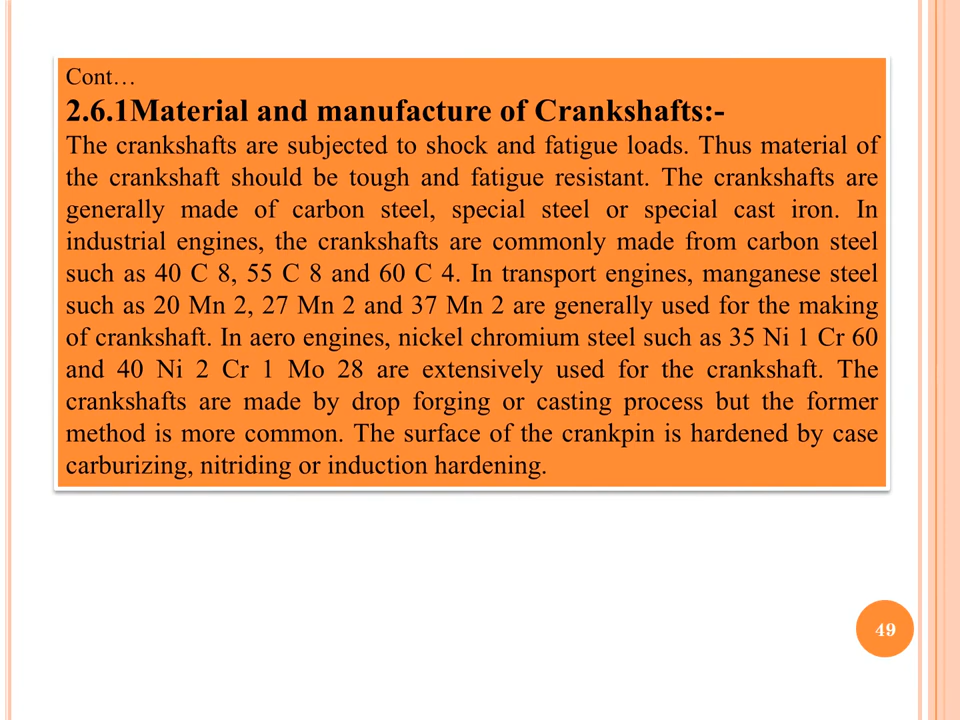 Cont…
2.6.1Material and manufacture of Crankshafts:-
The crankshafts are subjected to shock and fatigue loads. Thus material of
the crankshaft should be tough and fatigue resistant. The crankshafts are
generally made of carbon steel, special steel or special cast iron. In
industrial engines, the crankshafts are commonly made from carbon steel
such as 40 C 8, 55 C 8 and 60 C 4. In transport engines, manganese steel
such as 20 Mn 2, 27 Mn 2 and 37 Mn 2 are generally used for the making
of crankshaft. In aero engines, nickel chromium steel such as 35 Ni 1 Cr 60
and 40 Ni 2 Cr 1 Mo 28 are extensively used for the crankshaft. The
crankshafts are made by drop forging or casting process but the former
method is more common. The surface of the crankpin is hardened by case
carburizing, nitriding or induction hardening.
49